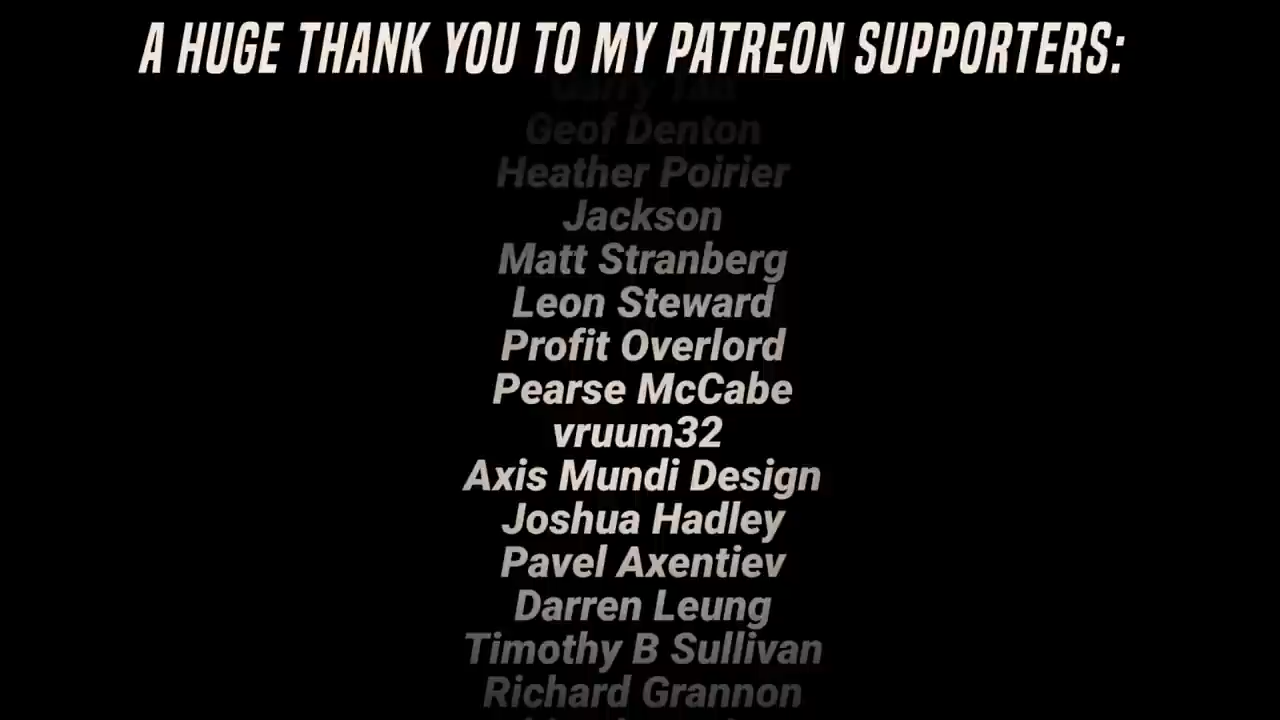 A HUGE THANK YOU TO MY PATREON SUPPORTERS:
Geof Denton
Heather Poirier
Jackson
Matt Stranberg
Leon Steward
Profit Overlord
Pearse McCabe
vruum32
Axis Mundi Design
Joshua Hadley
Pavel Axentiev
Darren Leung
Timothy B Sullivan
Richard Grannon